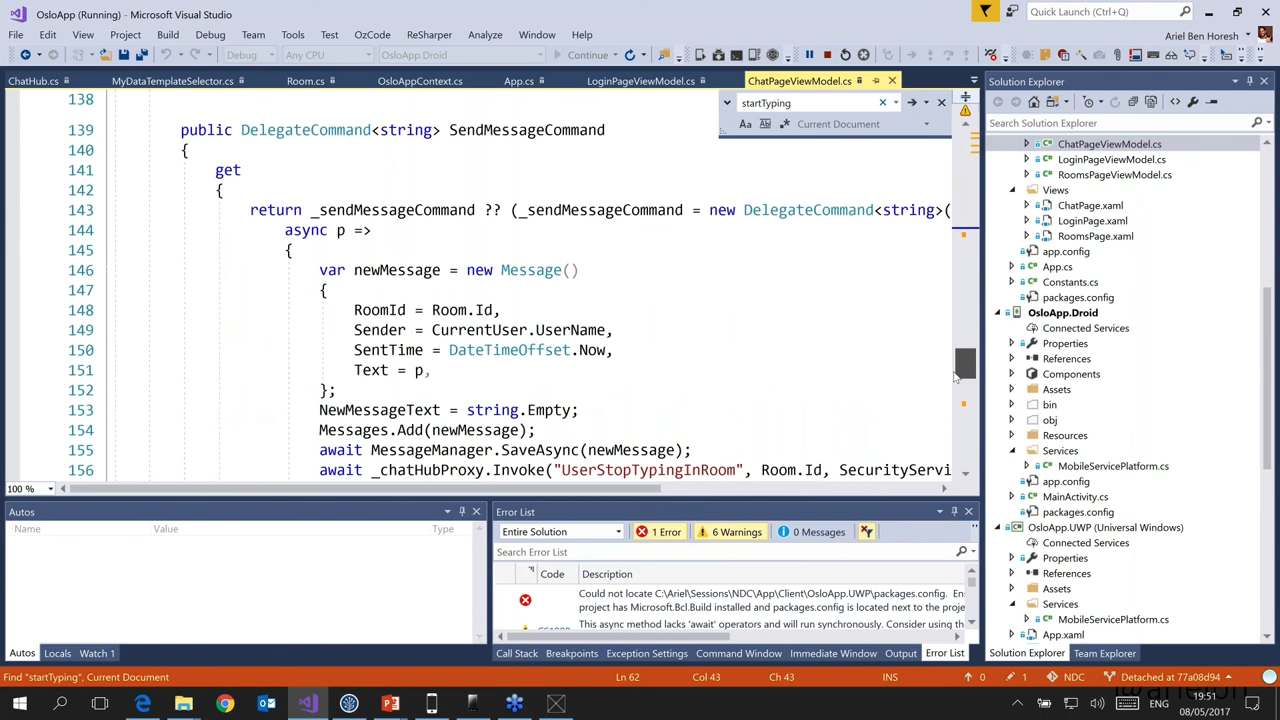 OsloApp (Running) - Microsoft Visual Studio
Quick Launch (Ctrl+Q)
File Edit View Project Build Debug Team Tools Test OzCode ReSharper Analyze Window Help
Ariel Ben Horesh
Debug Any CPU OsloApp.Droid Continue
ChatHub.cs MyDataTemplateSelector.cs Room.cs OsloAppContext.cs App.cs LoginPageViewModel.cs ChatPageViewModel.cs
startTyping
Current Document
138
139 public DelegateCommand<string> SendMessageCommand
140 {
141 get
142 {
143 return _sendMessageCommand ?? (_sendMessageCommand = new DelegateCommand<string>(
144 async p =>
145 {
146 var newMessage = new Message()
147 {
148 RoomId = Room.Id,
149 Sender = CurrentUser.UserName,
150 SentTime = DateTimeOffset.Now,
151 Text = p,
152 };
153 NewMessageText = string.Empty;
154 Messages.Add(newMessage);
155 await MessageManager.SaveAsync(newMessage);
156 await _chatHubProxy.Invoke("UserStopTypingInRoom", Room.Id, SecurityServi
100 %
Solution Explorer
Search Solution Explorer
ChatPageViewModel.cs
LoginPageViewModel.cs
RoomsPageViewModel.cs
Views
ChatPage.xaml
LoginPage.xaml
RoomsPage.xaml
app.config
App.cs
Constants.cs
packages.config
OsloApp.Droid
Connected Services
Properties
References
Components
Assets
bin
obj
Resources
Services
MobileServicePlatform.cs
app.config
MainActivity.cs
packages.config
OsloApp.UWP (Universal Windows)
Connected Services
Properties
References
Assets
Services
MobileServicePlatform.cs
App.xaml
Solution Explorer Team Explorer
Autos
Name Value Type
Autos Locals Watch 1
Error List
Entire Solution 1 Error 6 Warnings 0 Messages
Search Error List
Code Description
Could not locate C:\Ariel\Sessions\NDC\App\Client\OsloApp.UWP\packages.config. En
project has Microsoft.Bcl.Build installed and packages.config is located next to the proje
This async method lacks 'await' operators and will run synchronously. Consider using the
Call Stack Breakpoints Exception Settings Command Window Immediate Window Output Error List
Find "startTyping", Current Document Ln 62 Col 43 Ch 43 INS 0 1 NDC Detached at 77a08d94
ENG 19:51
08/05/2017